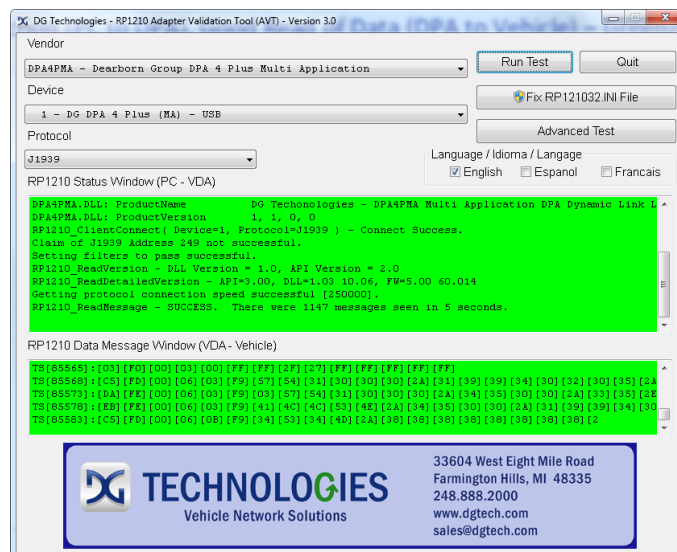 DG Technologies - RP1210 Adapter Validation Tool (AVT) - Version 3.0
Vendor
DPA4PMA - Dearborn Group DPA 4 Plus Multi Application
Run Test
Quit
Device
Fix RP121032.INI File
1 - DG DPA 4 Plus (MA) - USB
Protocol
Advanced Test
J1939
Language / Idioma / Langage
English
Espanol
Francais
RP1210 Status Window (PC - VDA)
DPA4PMA.DLL: ProductName DG Techonologies - DPA4PMA Multi Application DPA Dynamic Link L
DPA4PMA.DLL: ProductVersion 1, 1, 0, 0
RP1210_ClientConnect( Device=1, Protocol=J1939 ) - Connect Success.
Claim of J1939 Address 249 not successful.
Setting filters to pass successful.
RP1210_ReadVersion - DLL Version = 1.0, API Version = 2.0
RP1210_ReadDetailedVersion - API=3.00, DLL=1.03 10.06, FW=5.00 60.014
Getting protocol connection speed successful [250000].
RP1210_ReadMessage - SUCCESS. There were 1147 messages seen in 5 seconds.
RP1210 Data Message Window (VDA - Vehicle)
TS[85565]:[03][F0][00][03][00][FF][FF][2F][27][FF][FF][FF][FF][FF]
TS[85568]:[C5][FD][00][06][03][F9][57][54][31][30][30][30][2A][31][39][39][34][30][32][30][35][2A
TS[85573]:[DA][FE][00][06][03][F9][03][57][54][31][30][30][30][2A][34][35][30][30][2A][33][35][2E
TS[85578]:[EB][FE][00][06][03][F9][41][4C][4C][53][4E][2A][34][35][30][30][2A][31][39][39][34][30
TS[85583]:[C5][FD][00][06][0B][F9][34][53][34][4D][2A][38][38][38][38][38][38][38][38][2
DG TECHNOLOGIES
Vehicle Network Solutions
33604 West Eight Mile Road
Farmington Hills, MI 48335
248.888.2000
www.dgtech.com
sales@dgtech.com